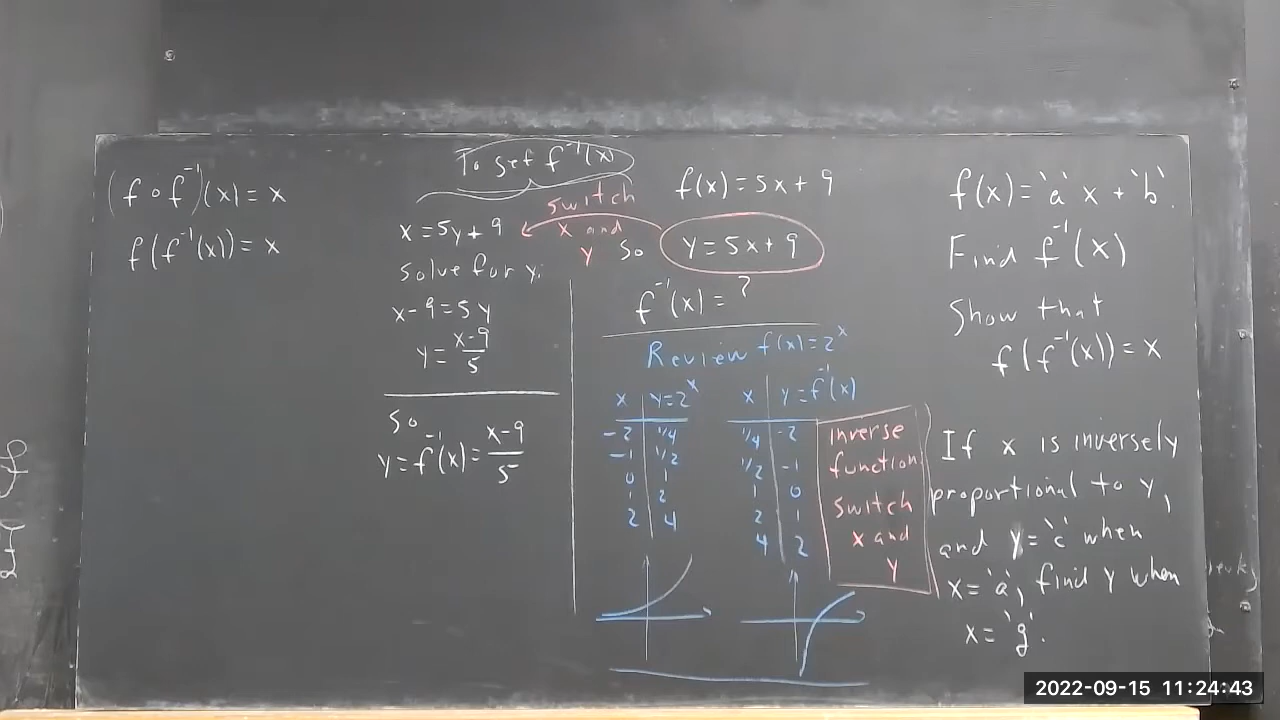 (f ∘ f⁻¹)(x) = x
f(f⁻¹(x)) = x
To get f⁻¹(x)
x = 5y + 9
Solve for y:
x - 9 = 5y
y = (x-9)/5
So
y = f⁻¹(x) = (x-9)/5
switch
x and
y
f(x) = 5x + 9
so y = 5x + 9
f⁻¹(x) = ?
Review f(x) = 2ˣ
x | y = 2ˣ
-2 | 1/4
-1 | 1/2
0 | 1
1 | 2
2 | 4
x | y = f⁻¹(x)
1/4 | -2
1/2 | -1
1 | 0
2 | 1
4 | 2
inverse
function
switch
x and
y
f(x) = 'a' x + 'b'.
Find f⁻¹(x)
Show that
f(f⁻¹(x)) = x
If x is inversely
proportional to y,
and y = 'c' when
x = 'a', find y when
x = 'g'.
2022-09-15 11:24:43